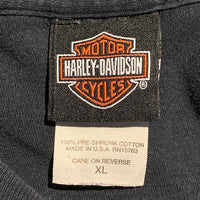 MOTOR
HARLEY-DAVIDSON
CYCLES
®
100% PRE-SHRUNK COTTON
MADE IN U.S.A. RN15763
CARE ON REVERSE
XL